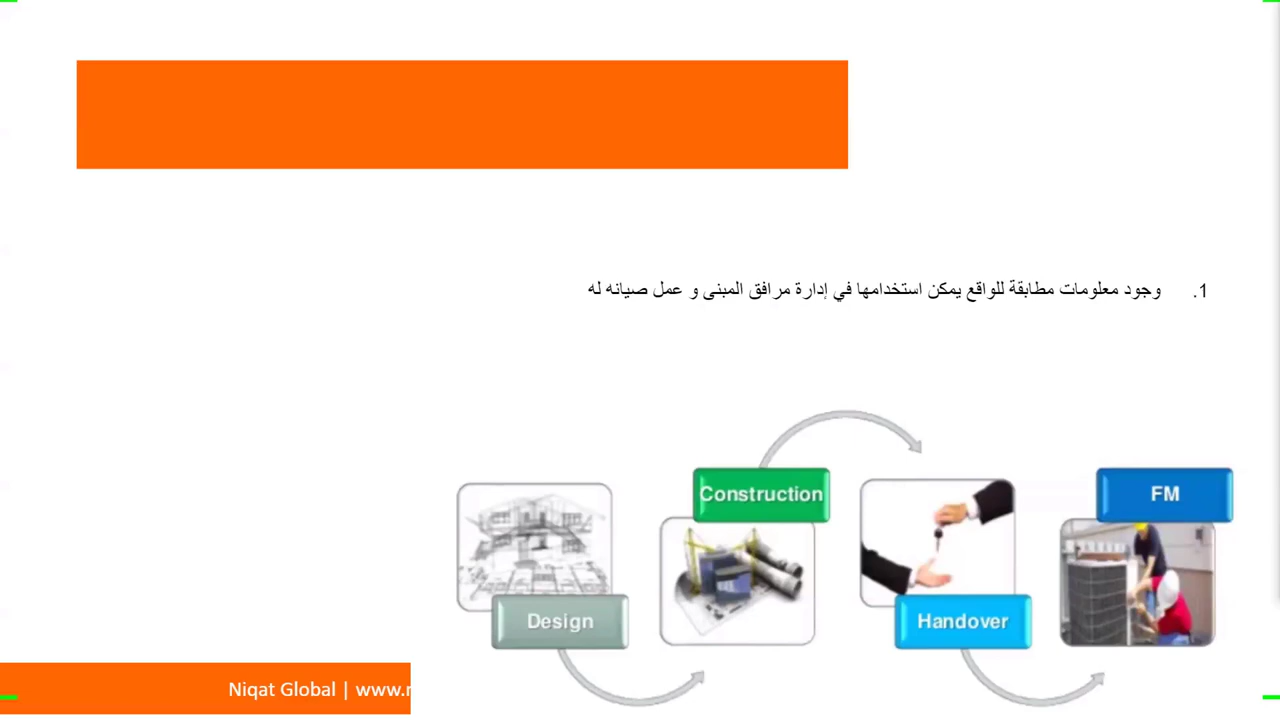 1. وجود معلومات مطابقة للواقع يمكن استخدامها في إدارة مرافق المبنى و عمل صيانه له
Construction
FM
Design
Handover
Niqat Global | www.